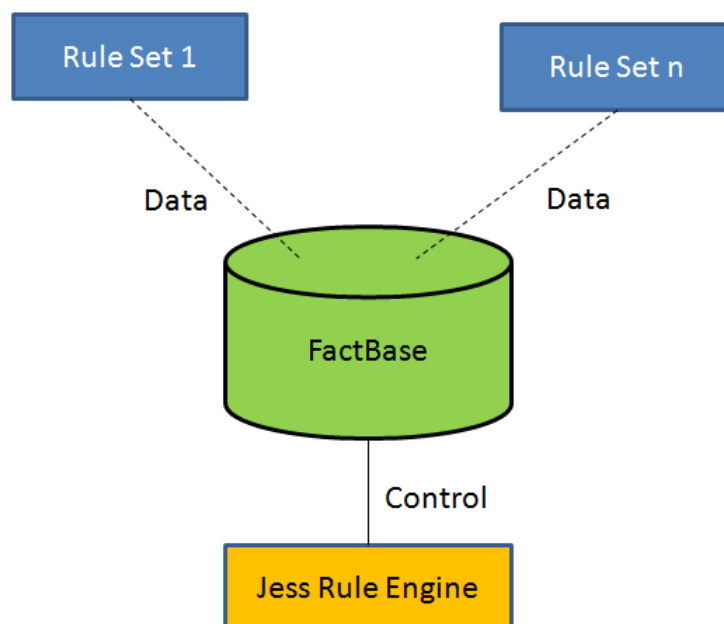 Rule Set 1
Rule Set n
Data
Data
FactBase
Control
Jess Rule Engine